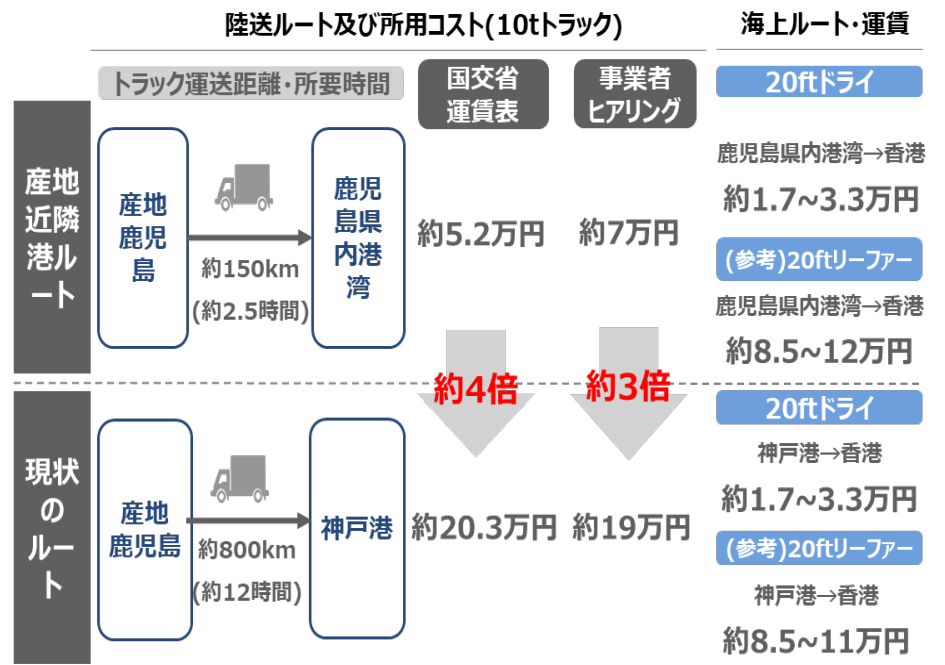 陸送ルート及び所用コスト(10tトラック)
海上ルート・運賃
トラック運送距離・所要時間
国交省
運賃表
事業者
ヒアリング
20ftドライ
産地
近隣
港ル
ート
産地
鹿児
島
約150km
(約2.5時間)
鹿児
島県
内港
湾
約5.2万円
約7万円
鹿児島県内港湾→香港
約1.7~3.3万円
(参考)20ftリーファー
鹿児島県内港湾→香港
約8.5~12万円
約4倍
約3倍
現状
の
ルー
ト
産地
鹿児島
約800km
(約12時間)
神戸港
約20.3万円
約19万円
20ftドライ
神戸港→香港
約1.7~3.3万円
(参考)20ftリーファー
神戸港→香港
約8.5~11万円